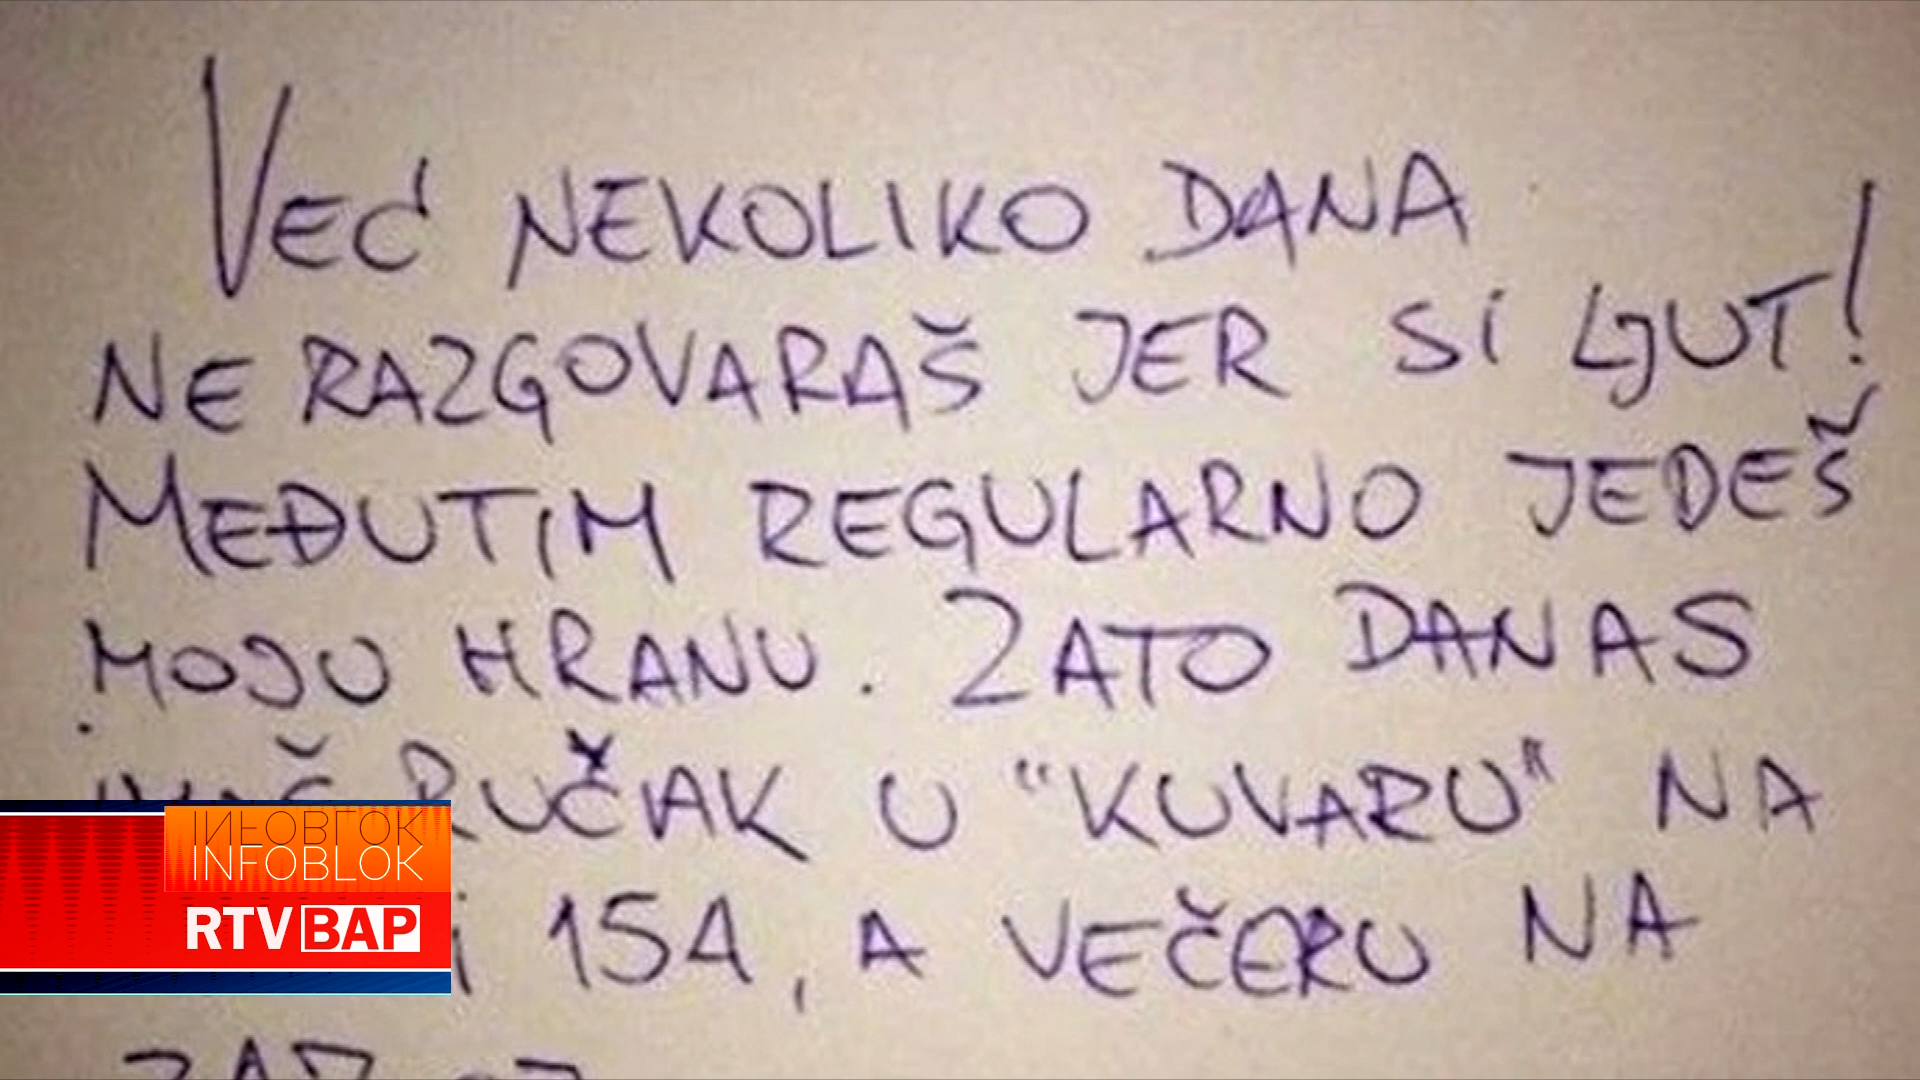 VEĆ NEKOLIKO DANA
NE RAZGOVARAŠ JER SI LJUT!
MEĐUTIM REGULARNO JEDEŠ
MOJU HRANU. ZATO DANAS
IMAŠ RUČAK U "KUVARU" NA
154, A VEČERU NA
INFOBLOK
RTV BAP